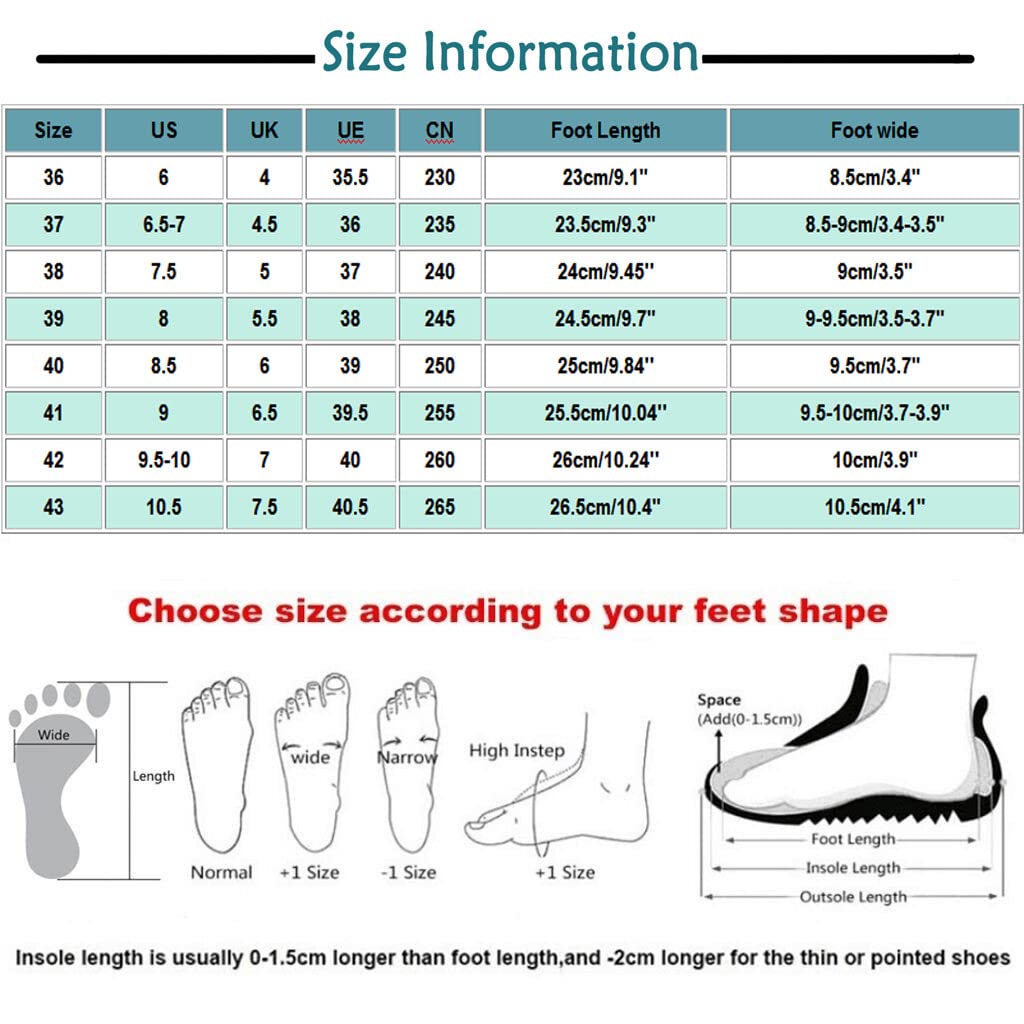 Size Information
Size US UK UE CN Foot Length Foot wide
36 6 4 35.5 230 23cm/9.1" 8.5cm/3.4"
37 6.5-7 4.5 36 235 23.5cm/9.3" 8.5-9cm/3.4-3.5"
38 7.5 5 37 240 24cm/9.45'' 9cm/3.5"
39 8 5.5 38 245 24.5cm/9.7" 9-9.5cm/3.5-3.7"
40 8.5 6 39 250 25cm/9.84'' 9.5cm/3.7"
41 9 6.5 39.5 255 25.5cm/10.04'' 9.5-10cm/3.7-3.9"
42 9.5-10 7 40 260 26cm/10.24'' 10cm/3.9"
43 10.5 7.5 40.5 265 26.5cm/10.4" 10.5cm/4.1"
Choose size according to your feet shape
Wide
Length
Normal
wide
+1 Size
Narrow
-1 Size
High Instep
+1 Size
Space
(Add(0-1.5cm))
Foot Length
Insole Length
Outsole Length
Insole length is usually 0-1.5cm longer than foot length,and -2cm longer for the thin or pointed shoes